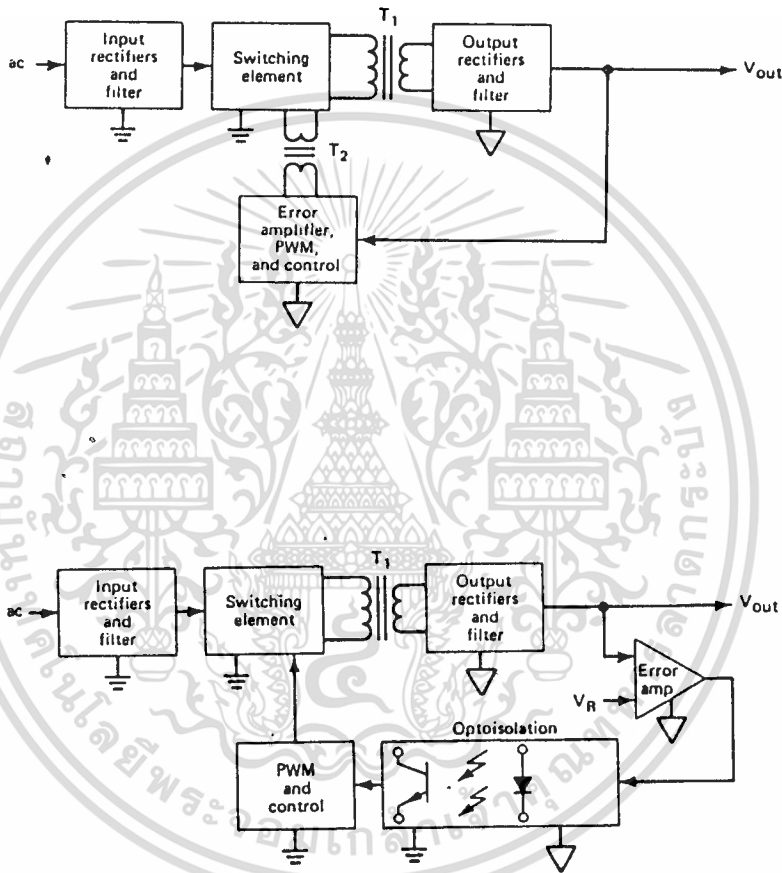 T1
ac
Input
rectifiers
and
filter
Switching
element
Output
rectifiers
and
filter
Vout
T2
Error
amplifier,
PWM,
and control
T1
ac
Input
rectifiers
and
filter
Switching
element
Output
rectifiers
and
filter
Vout
Error
amp
VR
Optoisolation
PWM
and
control